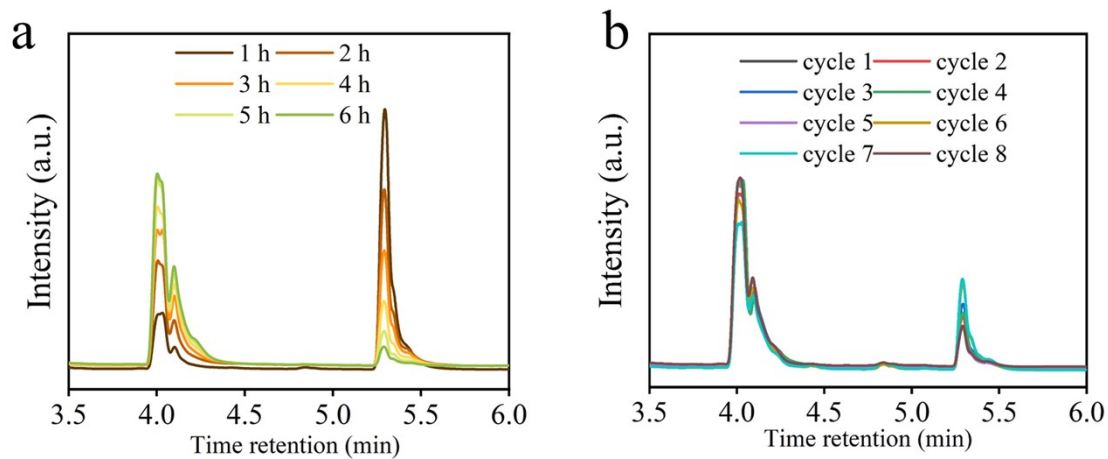 a
1 h 2 h
3 h 4 h
5 h 6 h
Intensity (a.u.)
3.5 4.0 4.5 5.0 5.5 6.0
Time retention (min)
b
cycle 1 cycle 2
cycle 3 cycle 4
cycle 5 cycle 6
cycle 7 cycle 8
Intensity (a.u.)
3.5 4.0 4.5 5.0 5.5 6.0
Time retention (min)